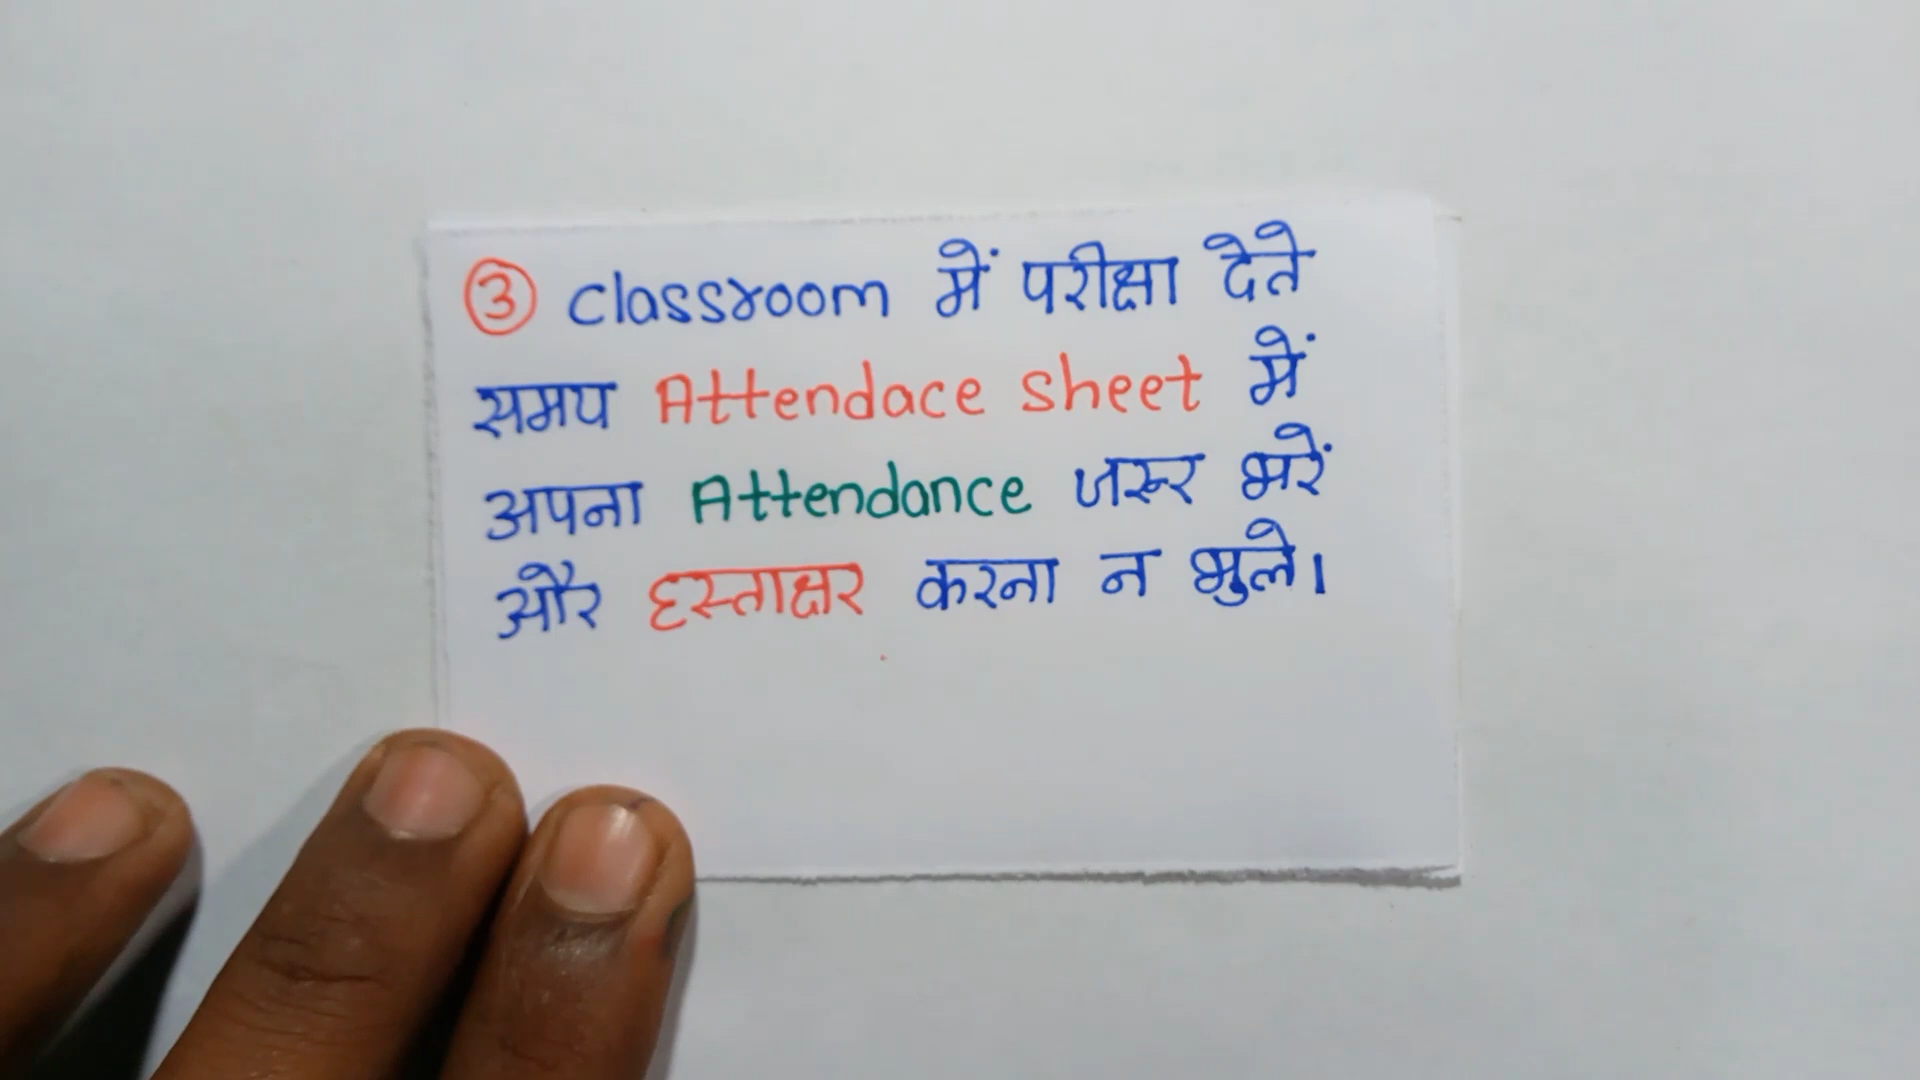 ③ Classroom में परीक्षा देते
समय Attendace sheet में
अपना Attendance जरूर भरें
और हस्ताक्षर करना न भुले।